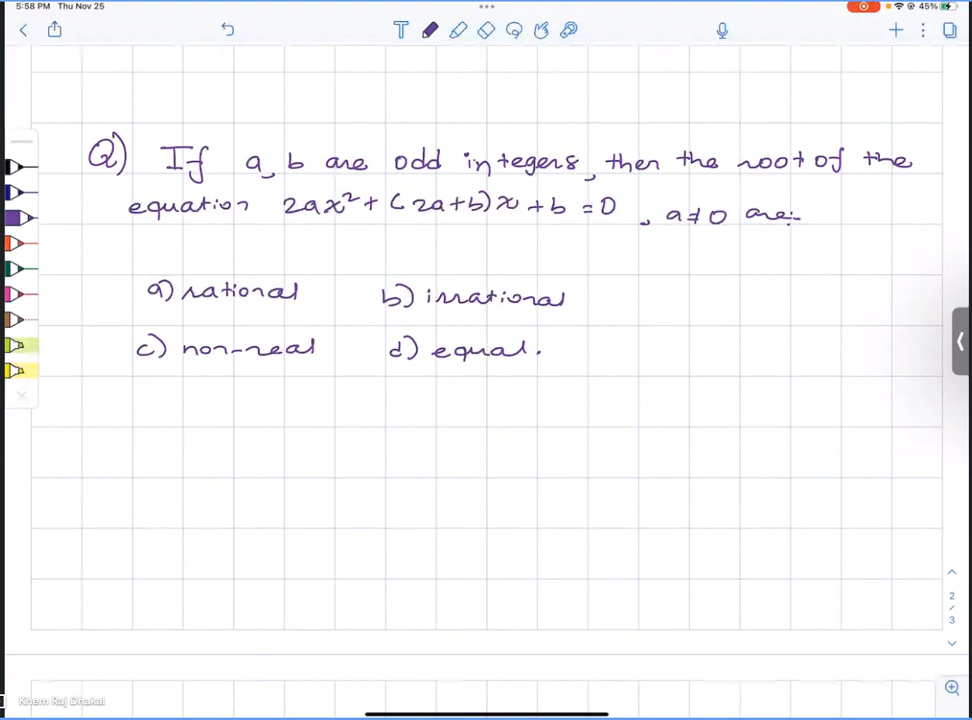 5:58 PM Thu Nov 25
45%
Q) If a, b are odd integers, then the root of the
equation 2ax² + (2a+b)x + b = 0, a≠0 are:-
a) rational b) irrational
c) non-real d) equal.
2
/
3
Khem Raj Dhakal